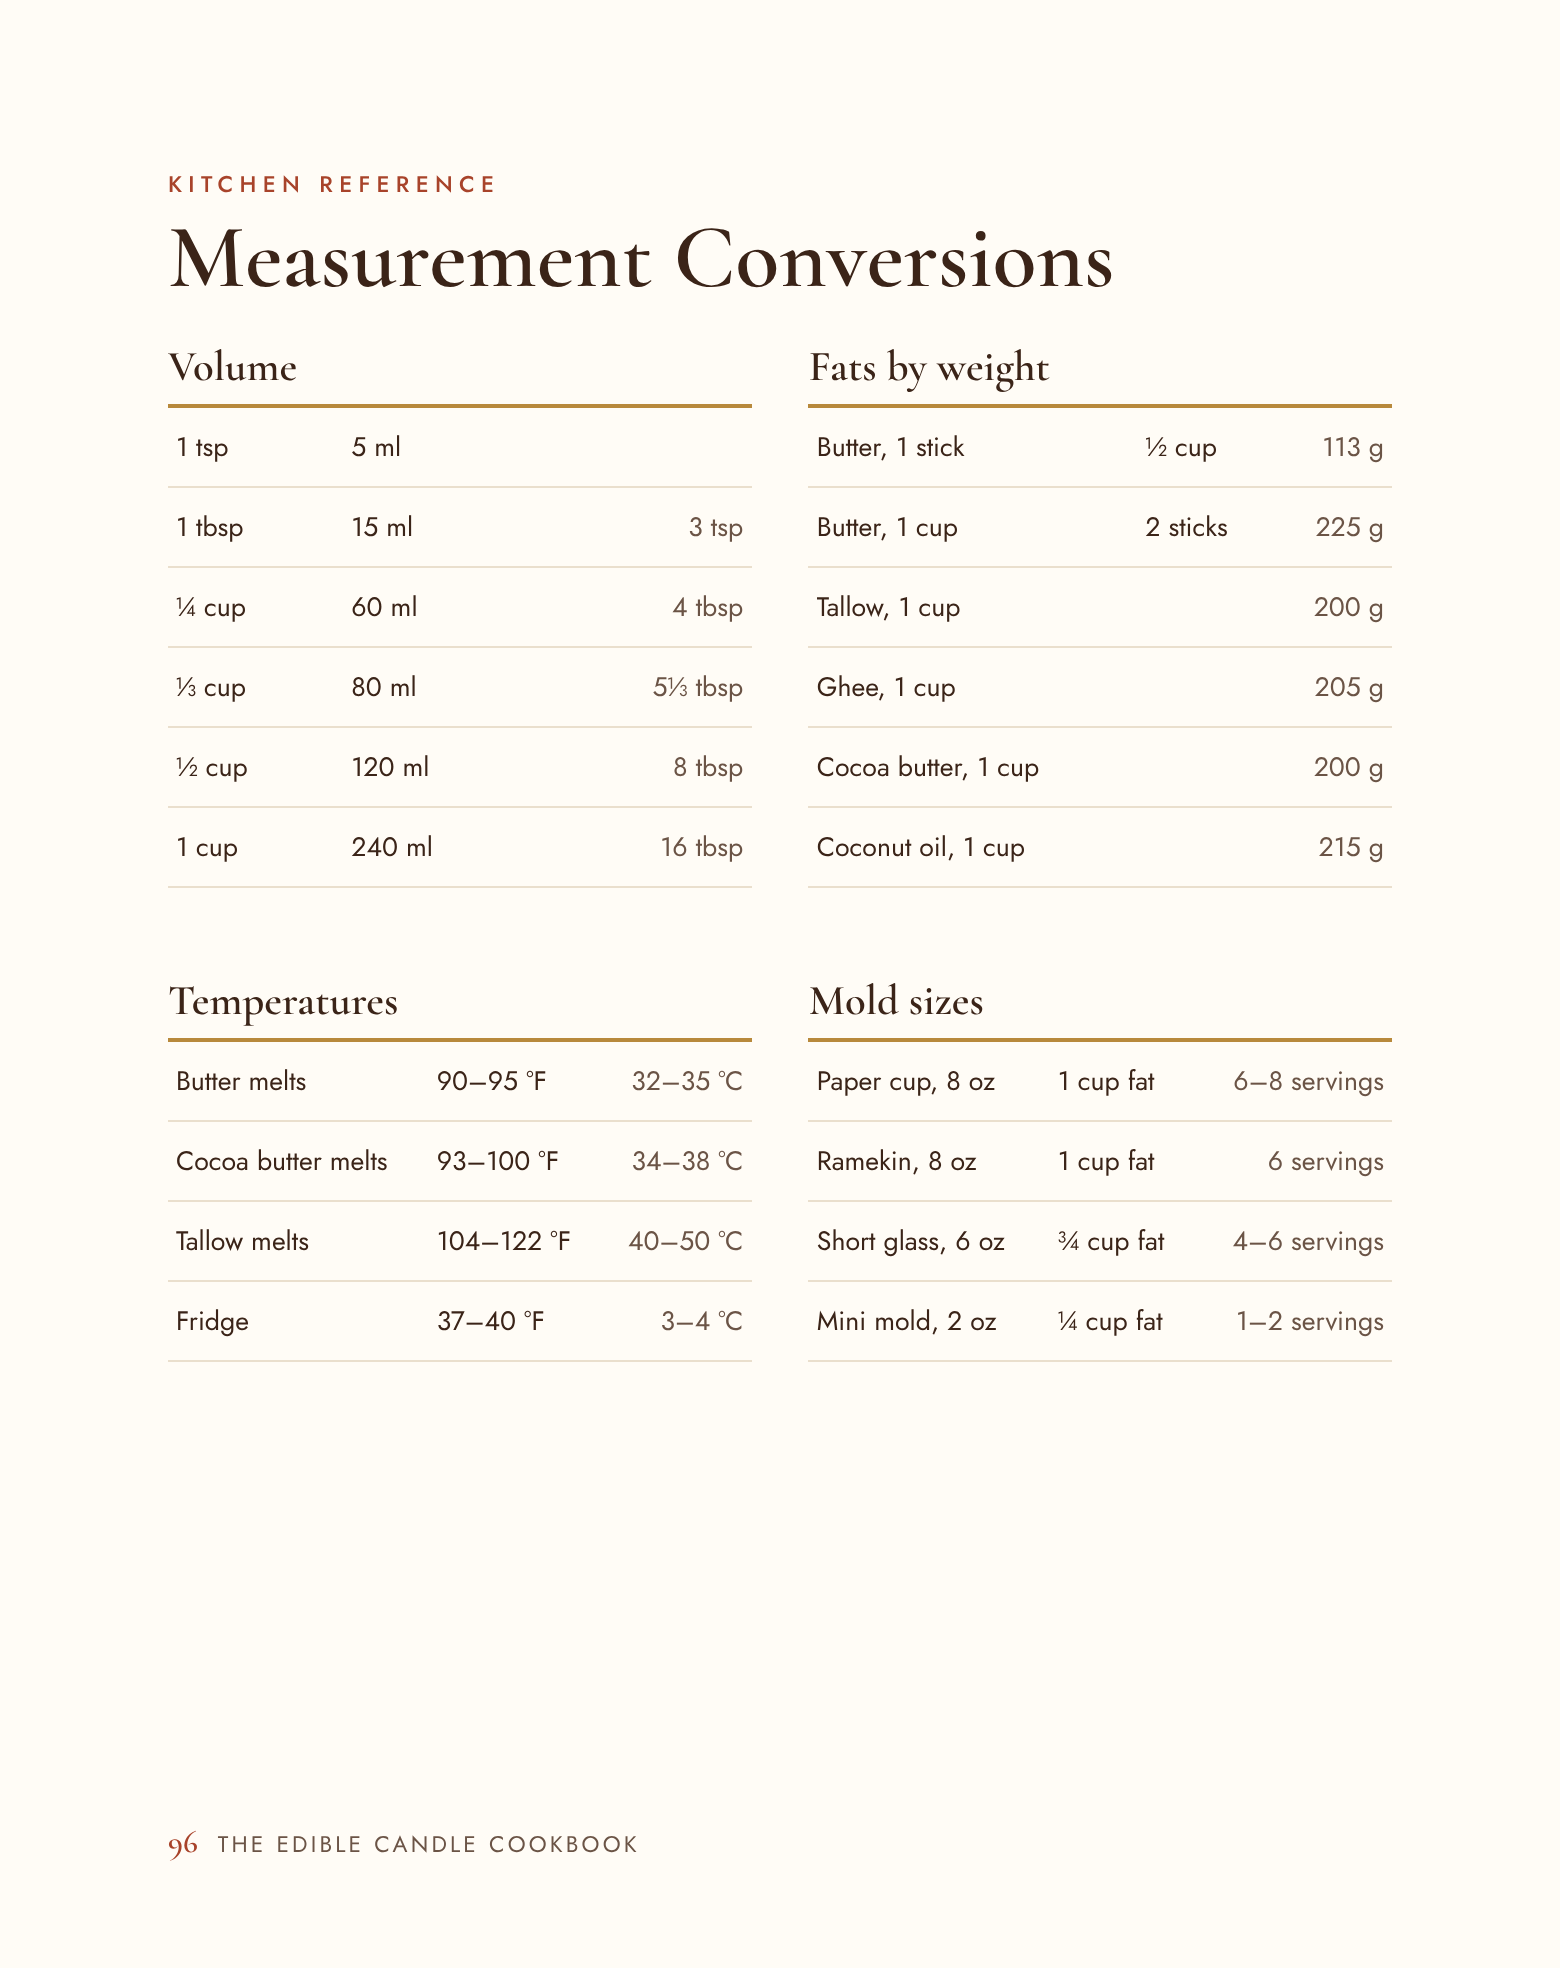 KITCHEN REFERENCE
Measurement Conversions
Volume
1 tsp 5 ml
1 tbsp 15 ml 3 tsp
¼ cup 60 ml 4 tbsp
⅓ cup 80 ml 5⅓ tbsp
½ cup 120 ml 8 tbsp
1 cup 240 ml 16 tbsp
Fats by weight
Butter, 1 stick ½ cup 113 g
Butter, 1 cup 2 sticks 225 g
Tallow, 1 cup 200 g
Ghee, 1 cup 205 g
Cocoa butter, 1 cup 200 g
Coconut oil, 1 cup 215 g
Temperatures
Butter melts 90–95 °F 32–35 °C
Cocoa butter melts 93–100 °F 34–38 °C
Tallow melts 104–122 °F 40–50 °C
Fridge 37–40 °F 3–4 °C
Mold sizes
Paper cup, 8 oz 1 cup fat 6–8 servings
Ramekin, 8 oz 1 cup fat 6 servings
Short glass, 6 oz ¾ cup fat 4–6 servings
Mini mold, 2 oz ¼ cup fat 1–2 servings
96 THE EDIBLE CANDLE COOKBOOK